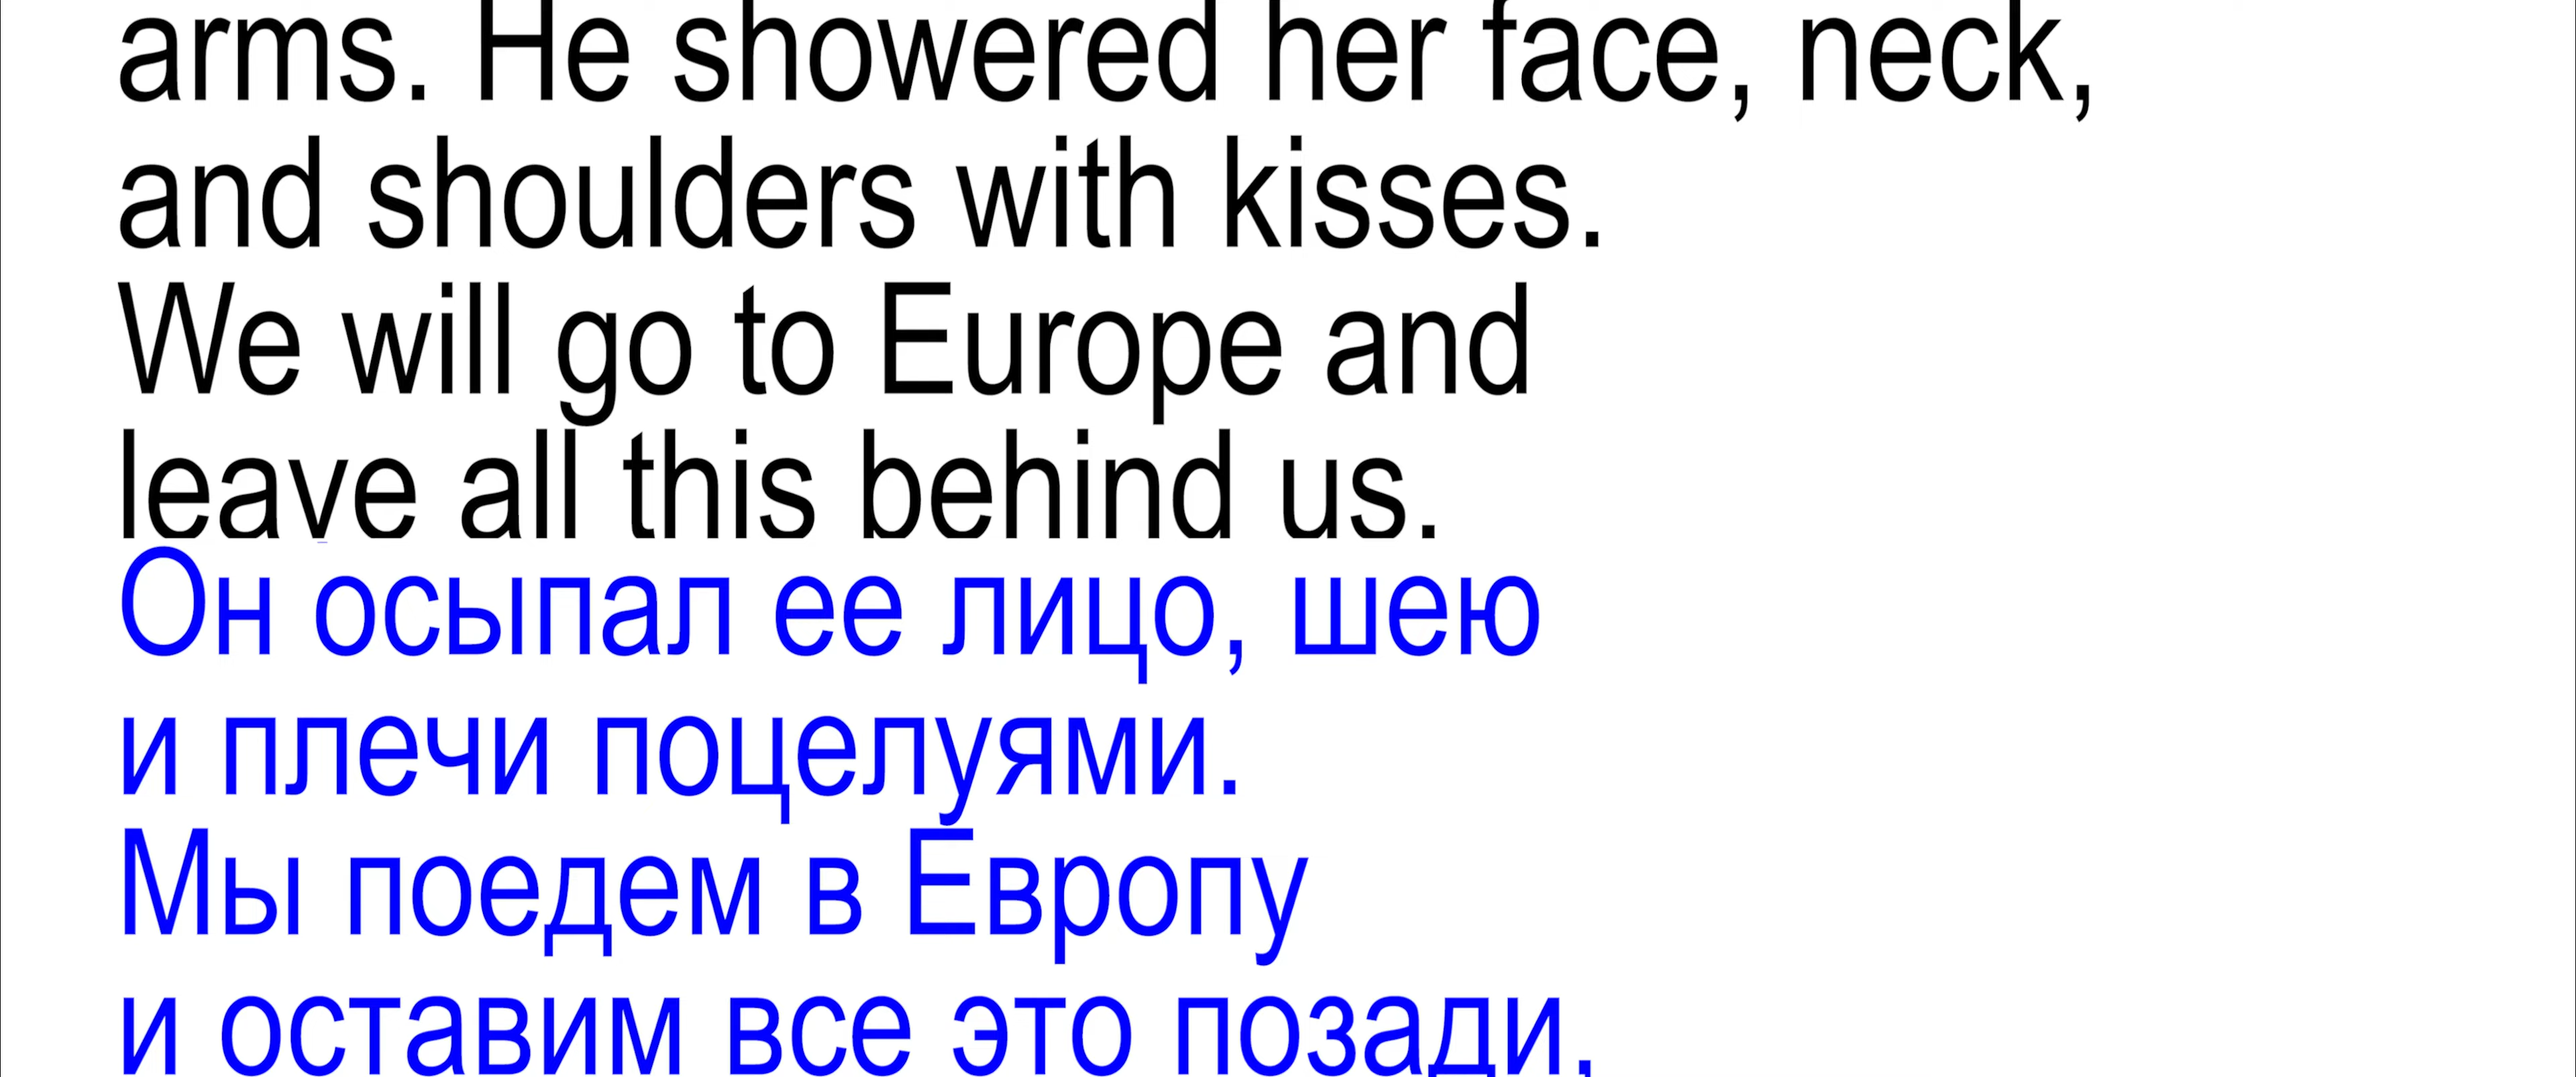 arms. He showered her face, neck,
and shoulders with kisses.
We will go to Europe and
leave all this behind us.
Он осыпал ее лицо, шею
и плечи поцелуями.
Мы поедем в Европу
и оставим все это позади,